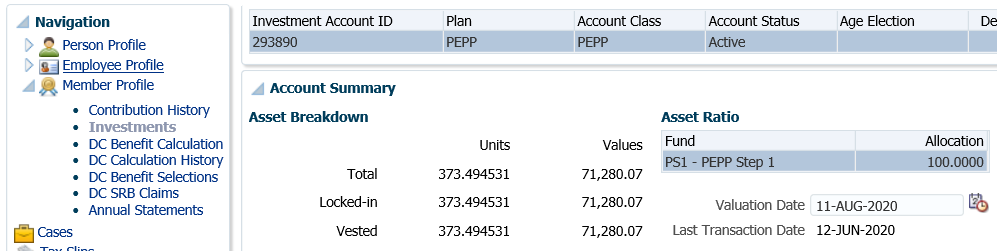 Navigation
Person Profile
Employee Profile
Member Profile
Contribution History
Investments
DC Benefit Calculation
DC Calculation History
DC Benefit Selections
DC SRB Claims
Annual Statements
Cases
Tax Slips
Investment Account ID Plan Account Class Account Status Age Election De
293890 PEPP PEPP Active
Account Summary
Asset Breakdown
Units Values
Total 373.494531 71,280.07
Locked-in 373.494531 71,280.07
Vested 373.494531 71,280.07
Asset Ratio
Fund Allocation
PS1 - PEPP Step 1 100.0000
Valuation Date 11-AUG-2020
Last Transaction Date 12-JUN-2020